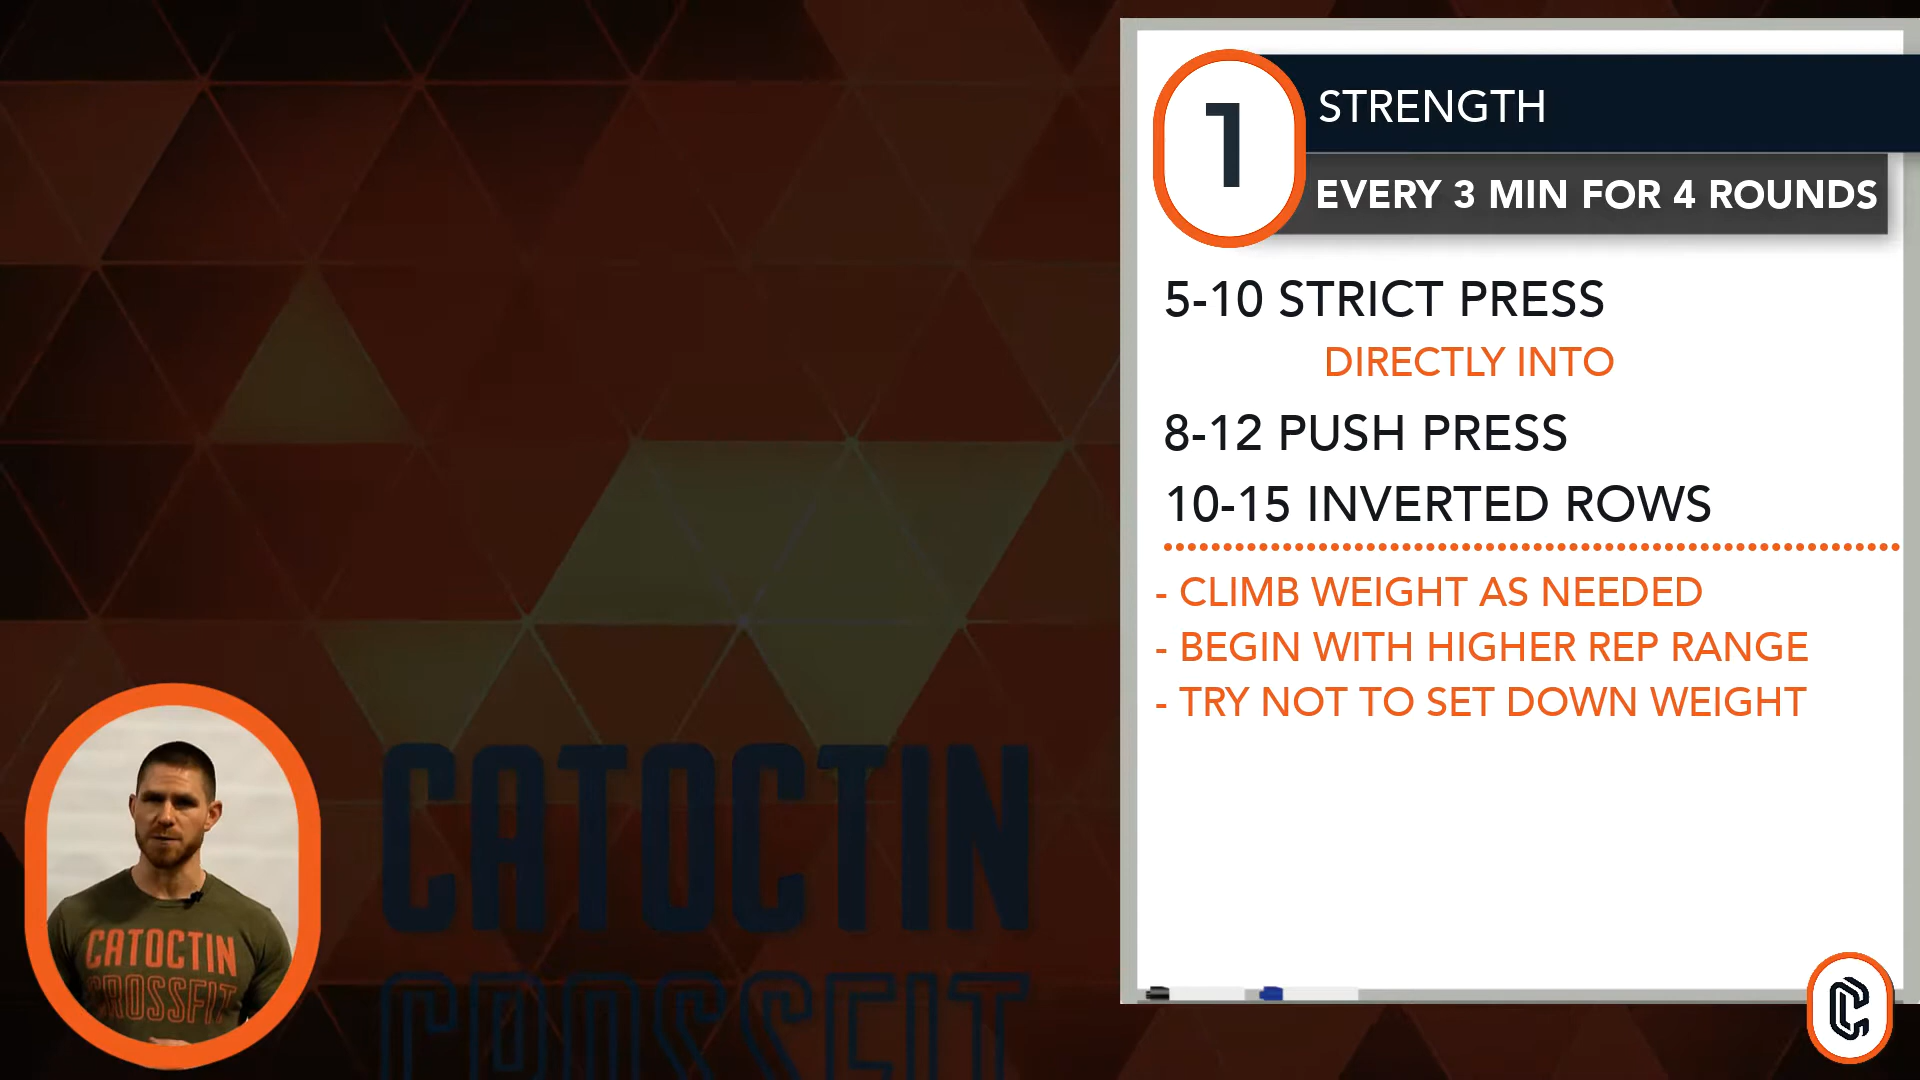 1
STRENGTH
EVERY 3 MIN FOR 4 ROUNDS
5-10 STRICT PRESS
DIRECTLY INTO
8-12 PUSH PRESS
10-15 INVERTED ROWS
- CLIMB WEIGHT AS NEEDED
- BEGIN WITH HIGHER REP RANGE
- TRY NOT TO SET DOWN WEIGHT
CATOCTIN
CROSSFIT
CATOCTIN
CROSSFIT
C